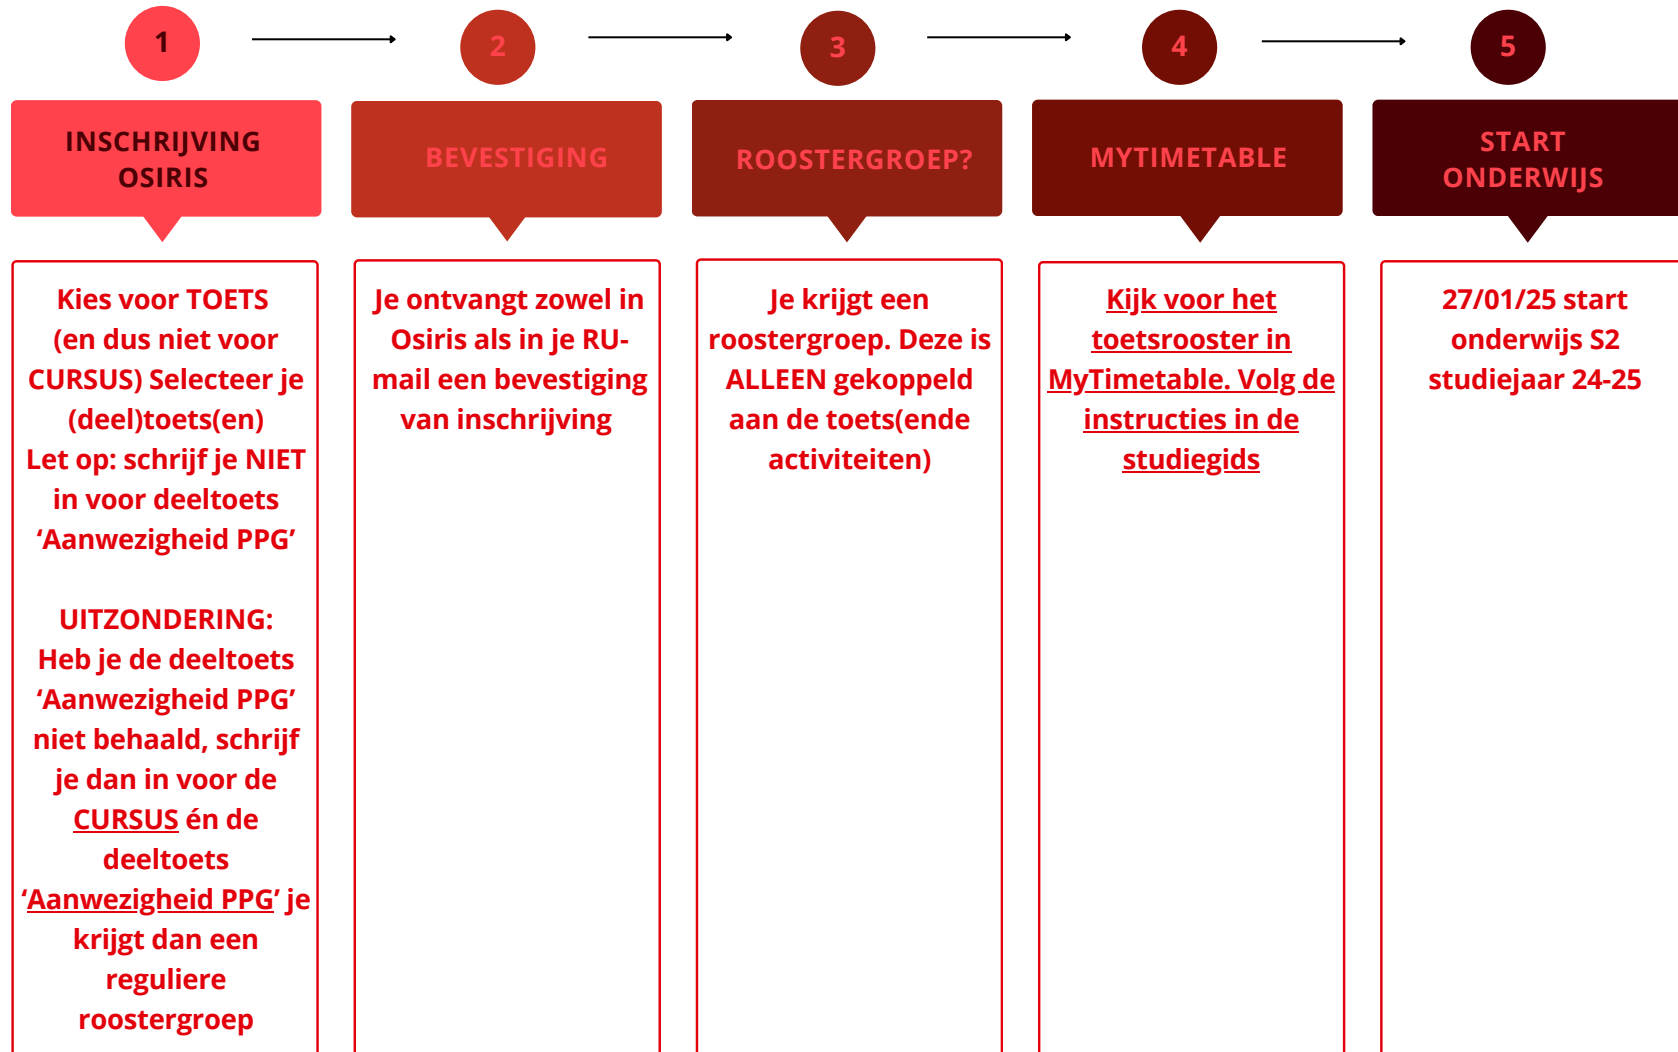 1
2
3
4
5
INSCHRIJVING
OSIRIS
BEVESTIGING
ROOSTERGROEP?
MYTIMETABLE
START
ONDERWIJS
Kies voor TOETS
(en dus niet voor
CURSUS) Selecteer je
(deel)toets(en)
Let op: schrijf je NIET
in voor deeltoets
‘Aanwezigheid PPG’
UITZONDERING:
Heb je de deeltoets
‘Aanwezigheid PPG’
niet behaald, schrijf
je dan in voor de
CURSUS én de
deeltoets
‘Aanwezigheid PPG’ je
krijgt dan een
reguliere
roostergroep
Je ontvangt zowel in
Osiris als in je RU-
mail een bevestiging
van inschrijving
Je krijgt een
roostergroep. Deze is
ALLEEN gekoppeld
aan de toets(ende
activiteiten)
Kijk voor het
toetsrooster in
MyTimetable. Volg de
instructies in de
studiegids
27/01/25 start
onderwijs S2
studiejaar 24-25